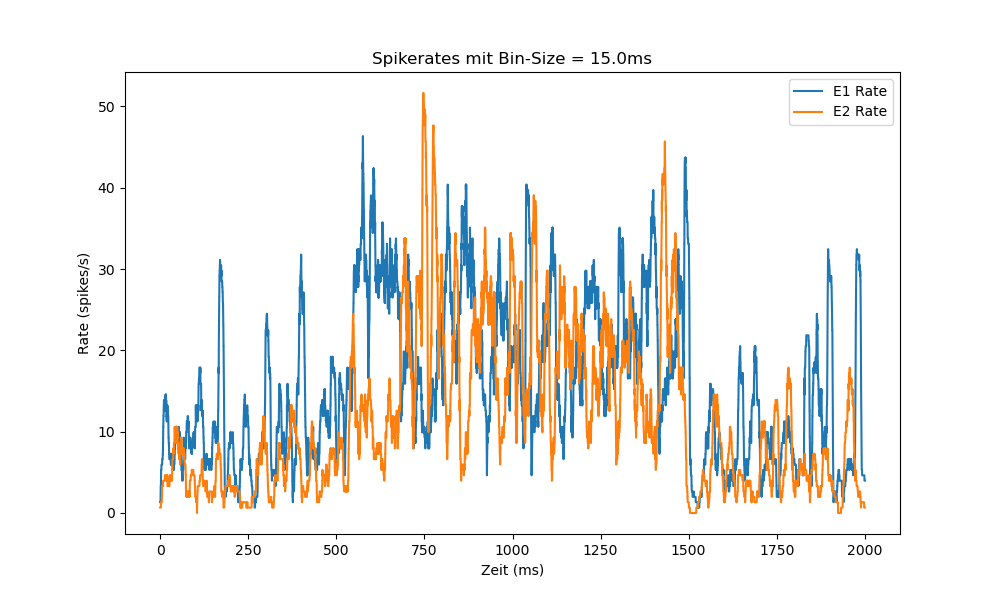 Spikerates mit Bin-Size = 15.0ms
E1 Rate
E2 Rate
Rate (spikes/s)
50
40
30
20
10
0
0 250 500 750 1000 1250 1500 1750 2000
Zeit (ms)